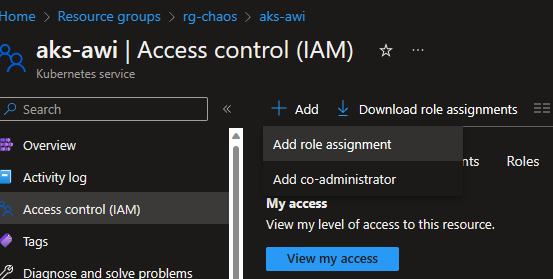 Home > Resource groups > rg-chaos > aks-awi >
aks-awi | Access control (IAM)
Kubernetes service
Search
Add
Download role assignments
Overview
Activity log
Access control (IAM)
Tags
Diagnose and solve problems
Add role assignment
Add co-administrator
nts
Roles
My access
View my level of access to this resource.
View my access